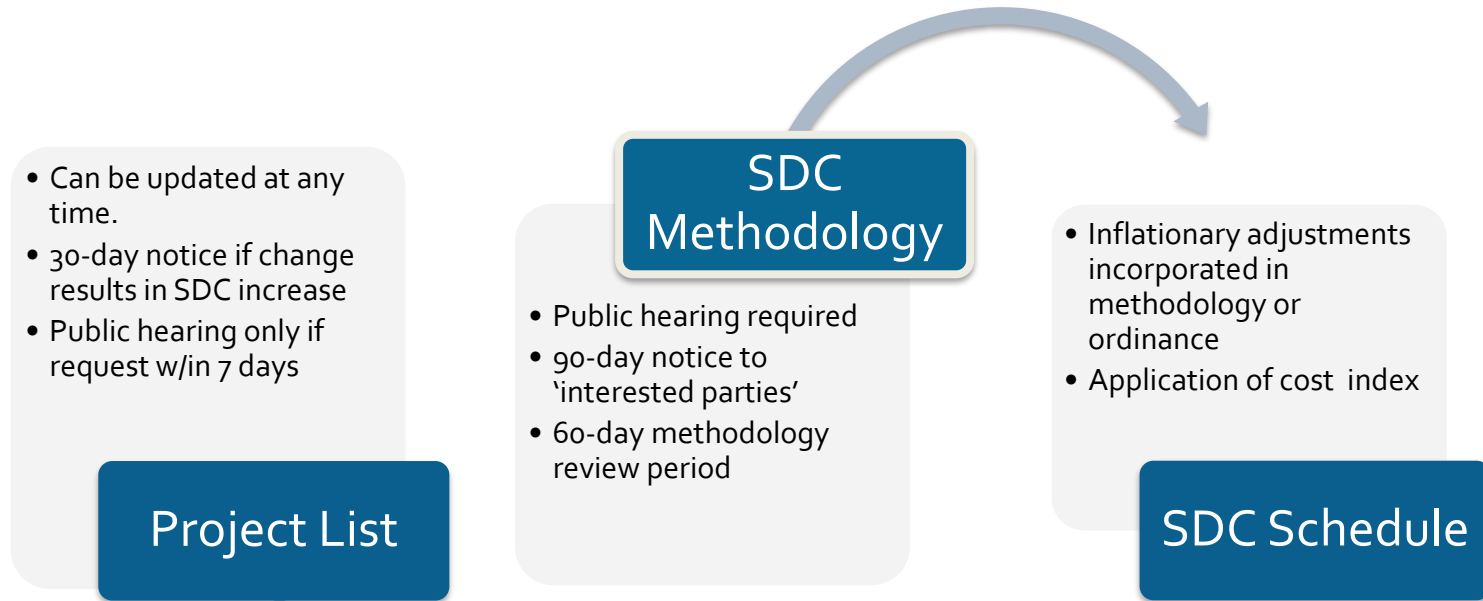 • Can be updated at any
time.
• 30-day notice if change
results in SDC increase
• Public hearing only if
request w/in 7 days
Project List
SDC
Methodology
• Public hearing required
• 90-day notice to
‘interested parties’
• 60-day methodology
review period
• Inflationary adjustments
incorporated in
methodology or
ordinance
• Application of cost index
SDC Schedule